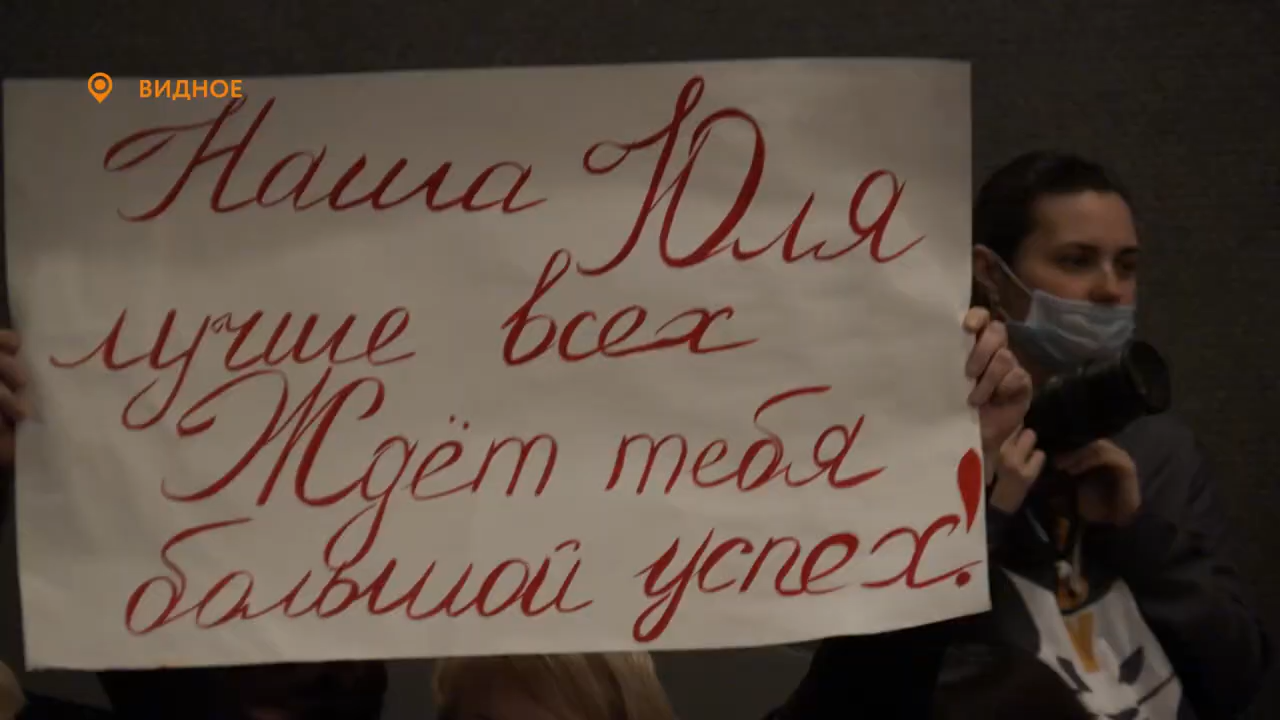 ВИДНОЕ
Наша Юля
лучше всех
Ждёт тебя
большой успех!